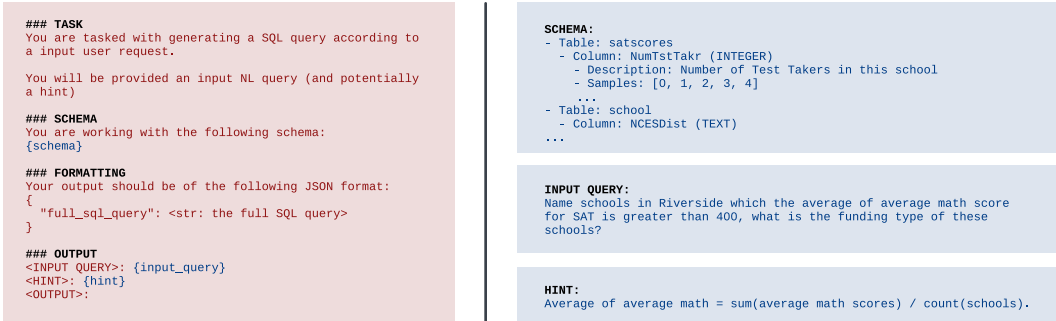 ### TASK
You are tasked with generating a SQL query according to
a input user request.
You will be provided an input NL query (and potentially
a hint)
### SCHEMA
You are working with the following schema:
{schema}
### FORMATTING
Your output should be of the following JSON format:
{
"full_sql_query": <str: the full SQL query>
}
### OUTPUT
<INPUT QUERY>: {input_query}
<HINT>: {hint}
<OUTPUT>:
SCHEMA:
- Table: satscores
- Column: NumTstTakr (INTEGER)
- Description: Number of Test Takers in this school
- Samples: [0, 1, 2, 3, 4]
...
- Table: school
- Column: NCESDist (TEXT)
...
INPUT QUERY:
Name schools in Riverside which the average of average math score
for SAT is greater than 400, what is the funding type of these
schools?
HINT:
Average of average math = sum(average math scores) / count(schools).